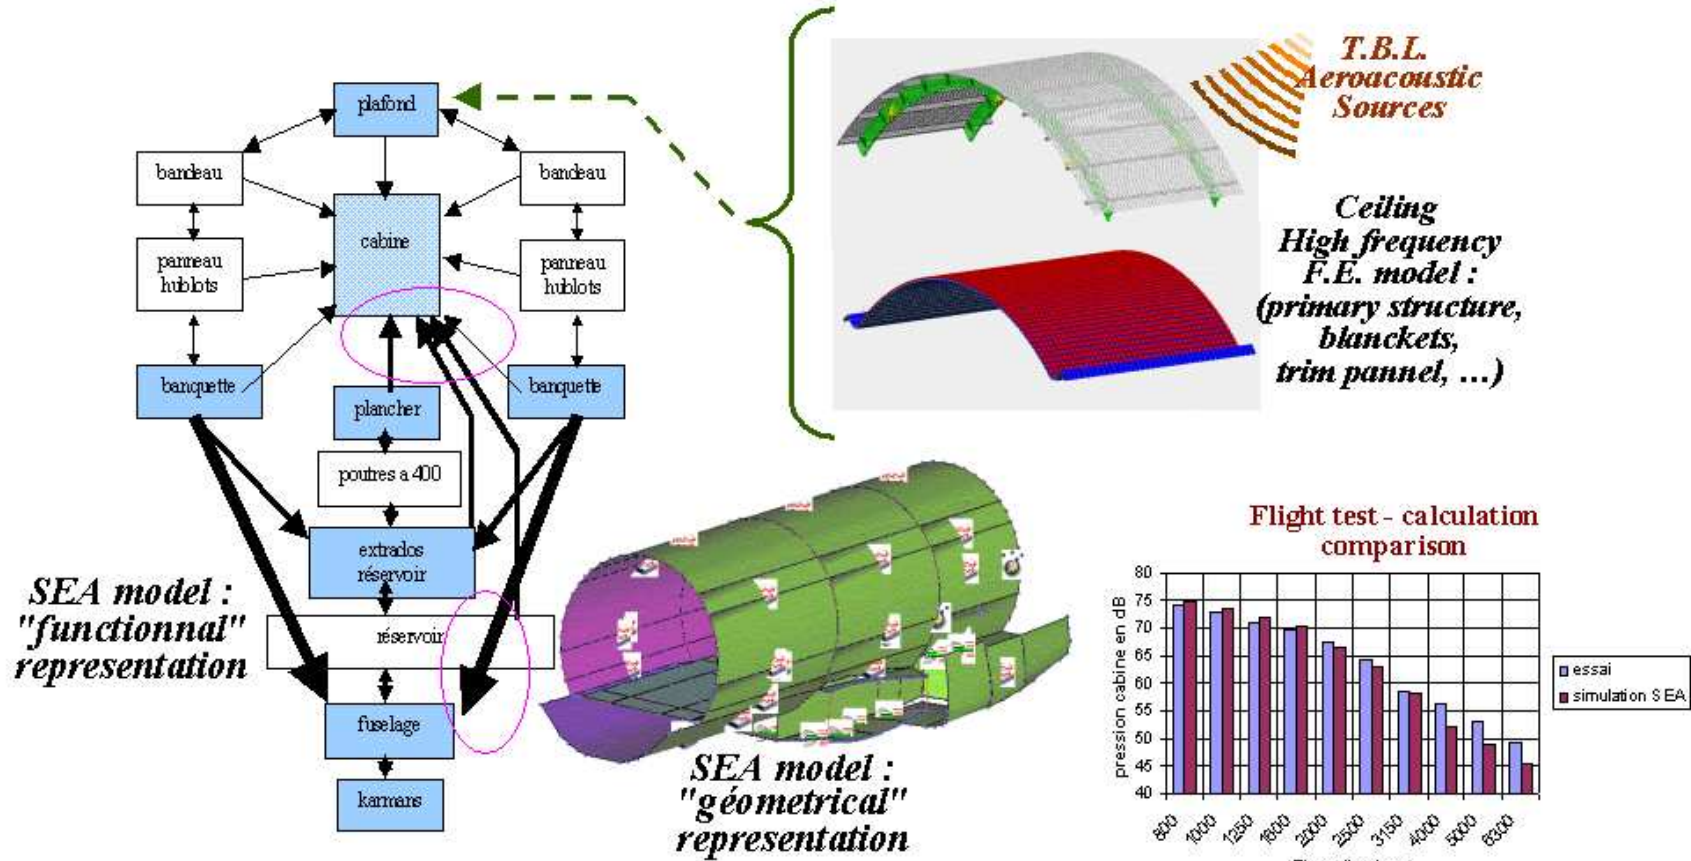 plafond
bandeau
bandeau
cabine
panneau
hublots
panneau
hublots
banquette
banquette
plancher
poutres a 400
extrados
réservoir
réservoir
fuselage
karmans
SEA model :
"functionnal"
representation
T.B.L.
Aeroacoustic
Sources
Ceiling
High frequency
F.E. model :
(primary structure,
blanckets,
trim pannel, ...)
SEA model :
"géometrical"
representation
Flight test - calculation
comparison
pression cabine en dB
80
75
70
65
60
55
50
45
40
800
1000
1250
1600
2000
2500
3150
4000
5000
6300
essai
simulation SEA